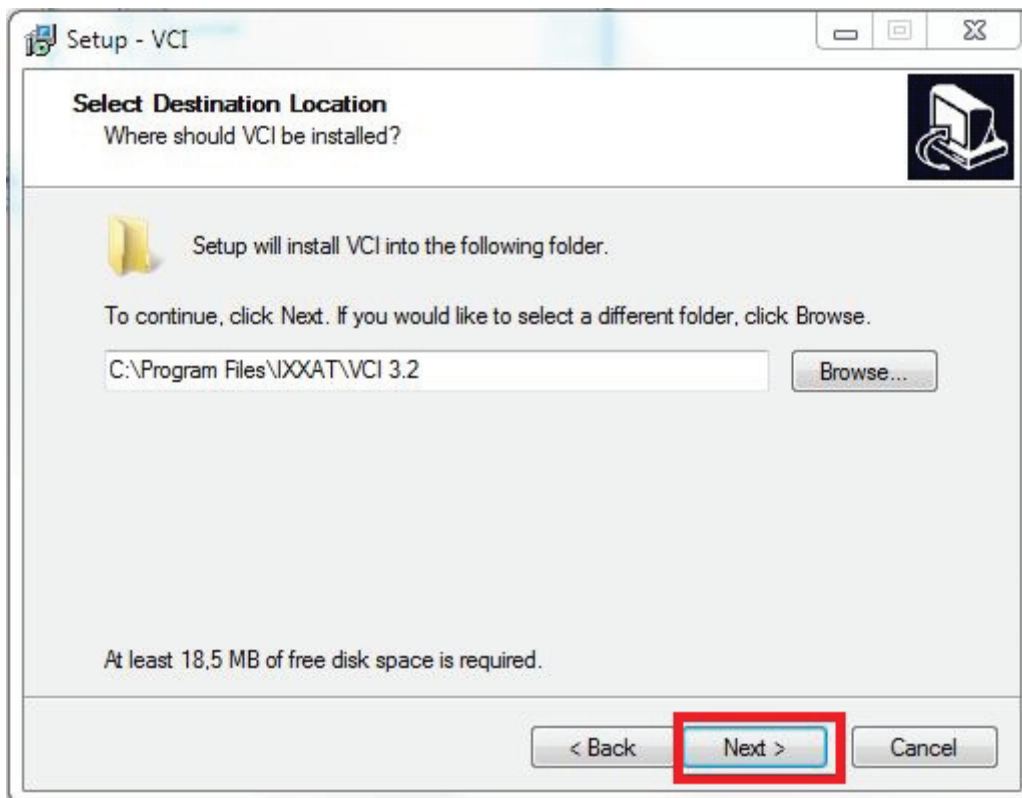 Setup - VCI
Select Destination Location
Where should VCI be installed?
Setup will install VCI into the following folder.
To continue, click Next. If you would like to select a different folder, click Browse.
C:\Program Files\IXXAT\VCI 3.2
Browse...
At least 18,5 MB of free disk space is required.
< Back
Next >
Cancel